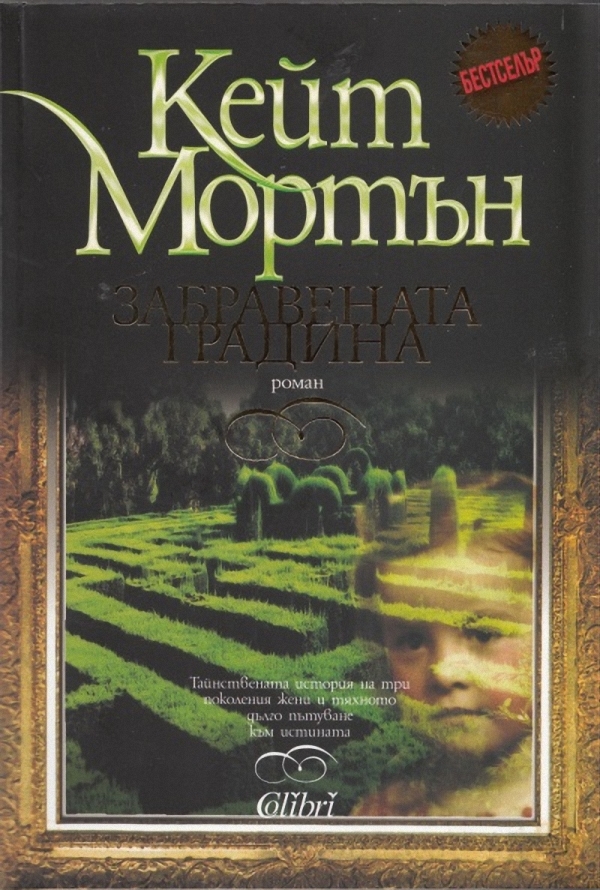 Кейт
БЕСТСЕЛЪР
Мортън
ЗАБРАВЕНАТА
ГРАДИНА
роман
Тайнствената история на три
поколения жени и тяхното
дълго пътуване
към истината
Colibri